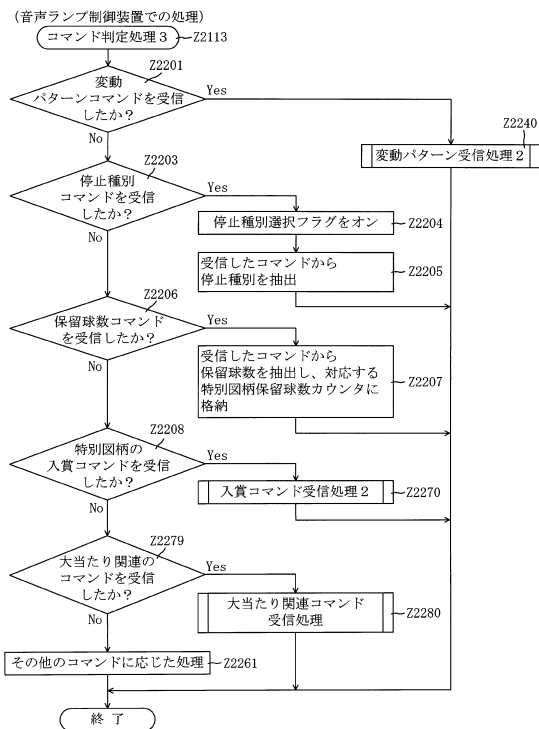 (音声ランプ制御装置での処理)
コマンド判定処理3
Z2113
Z2201
変動
パターンコマンドを受信
したか?
Yes
No
Z2240
変動パターン受信処理2
Z2203
停止種別
コマンドを受信
したか?
Yes
No
停止種別選択フラグをオン
Z2204
受信したコマンドから
停止種別を抽出
Z2205
Z2206
保留球数コマンド
を受信したか?
Yes
No
受信したコマンドから
保留球数を抽出し、対応する
特別図柄保留球数カウンタに
格納
Z2207
Z2208
特別図柄の
入賞コマンドを受信
したか?
Yes
No
入賞コマンド受信処理2
Z2270
Z2279
大当たり関連の
コマンドを受信
したか?
Yes
No
大当たり関連コマンド
受信処理
Z2280
その他のコマンドに応じた処理
Z2261
終了